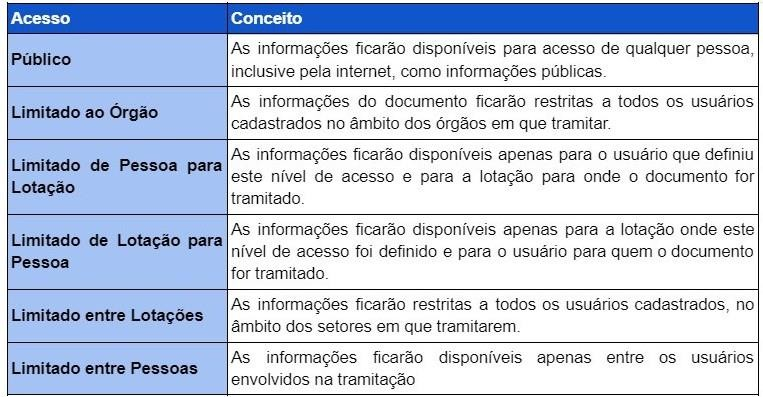 Acesso Conceito
Público
As informações ficarão disponíveis para acesso de qualquer pessoa,
inclusive pela internet, como informações públicas.
Limitado ao Órgão
As informações do documento ficarão restritas a todos os usuários
cadastrados no âmbito dos órgãos em que tramitar.
Limitado de Pessoa para
Lotação
As informações ficarão disponíveis apenas para o usuário que definiu
este nível de acesso e para a lotação para onde o documento for
tramitado.
Limitado de Lotação para
Pessoa
As informações ficarão disponíveis apenas para a lotação onde este
nível de acesso foi definido e para o usuário para quem o documento
for tramitado.
Limitado entre Lotações
As informações ficarão restritas a todos os usuários cadastrados, no
âmbito dos setores em que tramitarem.
Limitado entre Pessoas
As informações ficarão disponíveis apenas entre os usuários
envolvidos na tramitação